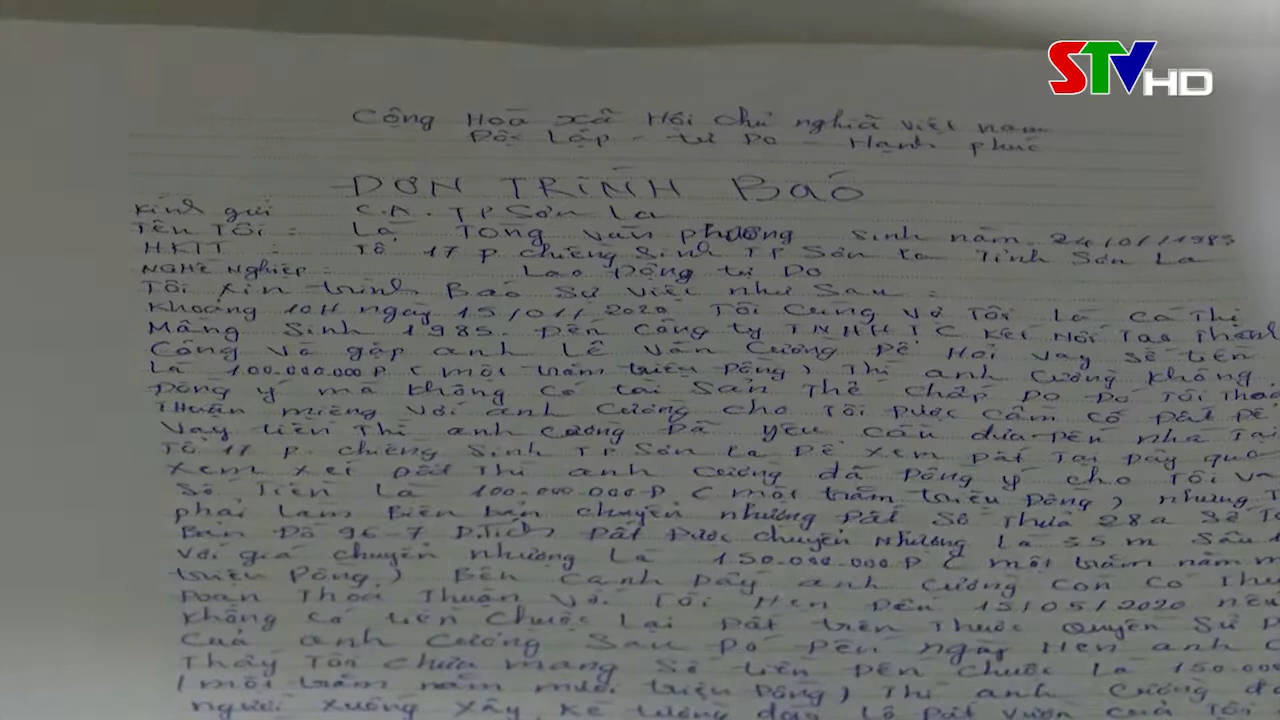 STV HD
Cộng Hoà xã Hội chủ nghĩa việt nam
Độc Lập - tự Do - Hạnh phúc
ĐƠN TRÌNH Báo
Kính gửi C.A. TP Sơn La
Tên Tôi : Là Tòng văn phương Sinh năm 24/01/1983
HKTT : Tổ 17 p chiềng Sinh TP Sơn La Tỉnh Sơn La
Nghề Nghiệp : Lao Động tự Do
Tôi xin trình Báo Sự việc như Sau :
Khoảng 10H ngày 15/01/2020 Tôi Cùng vợ Tôi là Cà Thị
Mâng Sinh 1985. Đến Công ty TNHH TC Kết Nối Tạo Thành
Công và gặp anh Lê văn Cường Để Hỏi vay số tiền
Là 100.000.000 Đ (một trăm triệu Đồng) Thì anh Cường không
Đồng ý mà không có tài Sản Thế Chấp Do Đó Tôi Thoả
Thuận miệng với anh Cường cho Tôi Được Cầm cố Đất Để
vay tiền Thì anh Cường Đã yêu cầu đưa Đến nhà Tại
Tổ 17 p. chiềng Sinh TP. Sơn La Để xem Đất Tại Đây qua
xem xét Đất Thì anh Cường đã Đồng ý cho Tôi va
Số Tiền Là 100.000.000 Đ (một trăm triệu Đồng) nhưng T
phải Làm Biên bản chuyển nhượng Đất Số Thửa 28a Số Tờ
Bản Đồ 96-7 D.Tích Đất Được chuyển Nhượng Là 55 m Sâu 1
với giá chuyển nhượng Là 150.000.000 Đ (một trăm năm m
triệu Đồng) Bên cạnh Đấy anh Cường còn có Thu
Đoạn Thoả Thuận với Tôi Hẹn Đến 15/05/2020 nếu
không có tiền chuộc Lại Đất trên Thuộc quyền Sử D
Của anh Cường Sau Đó Đến ngày Hẹn anh C
Thấy Tôi chưa mang Số tiền Đến chuộc Là 150.000
(một trăm năm mươi triệu Đồng) Thì anh Cường đ
người xuống xây kè tường Lô Đất vườn của Tôi